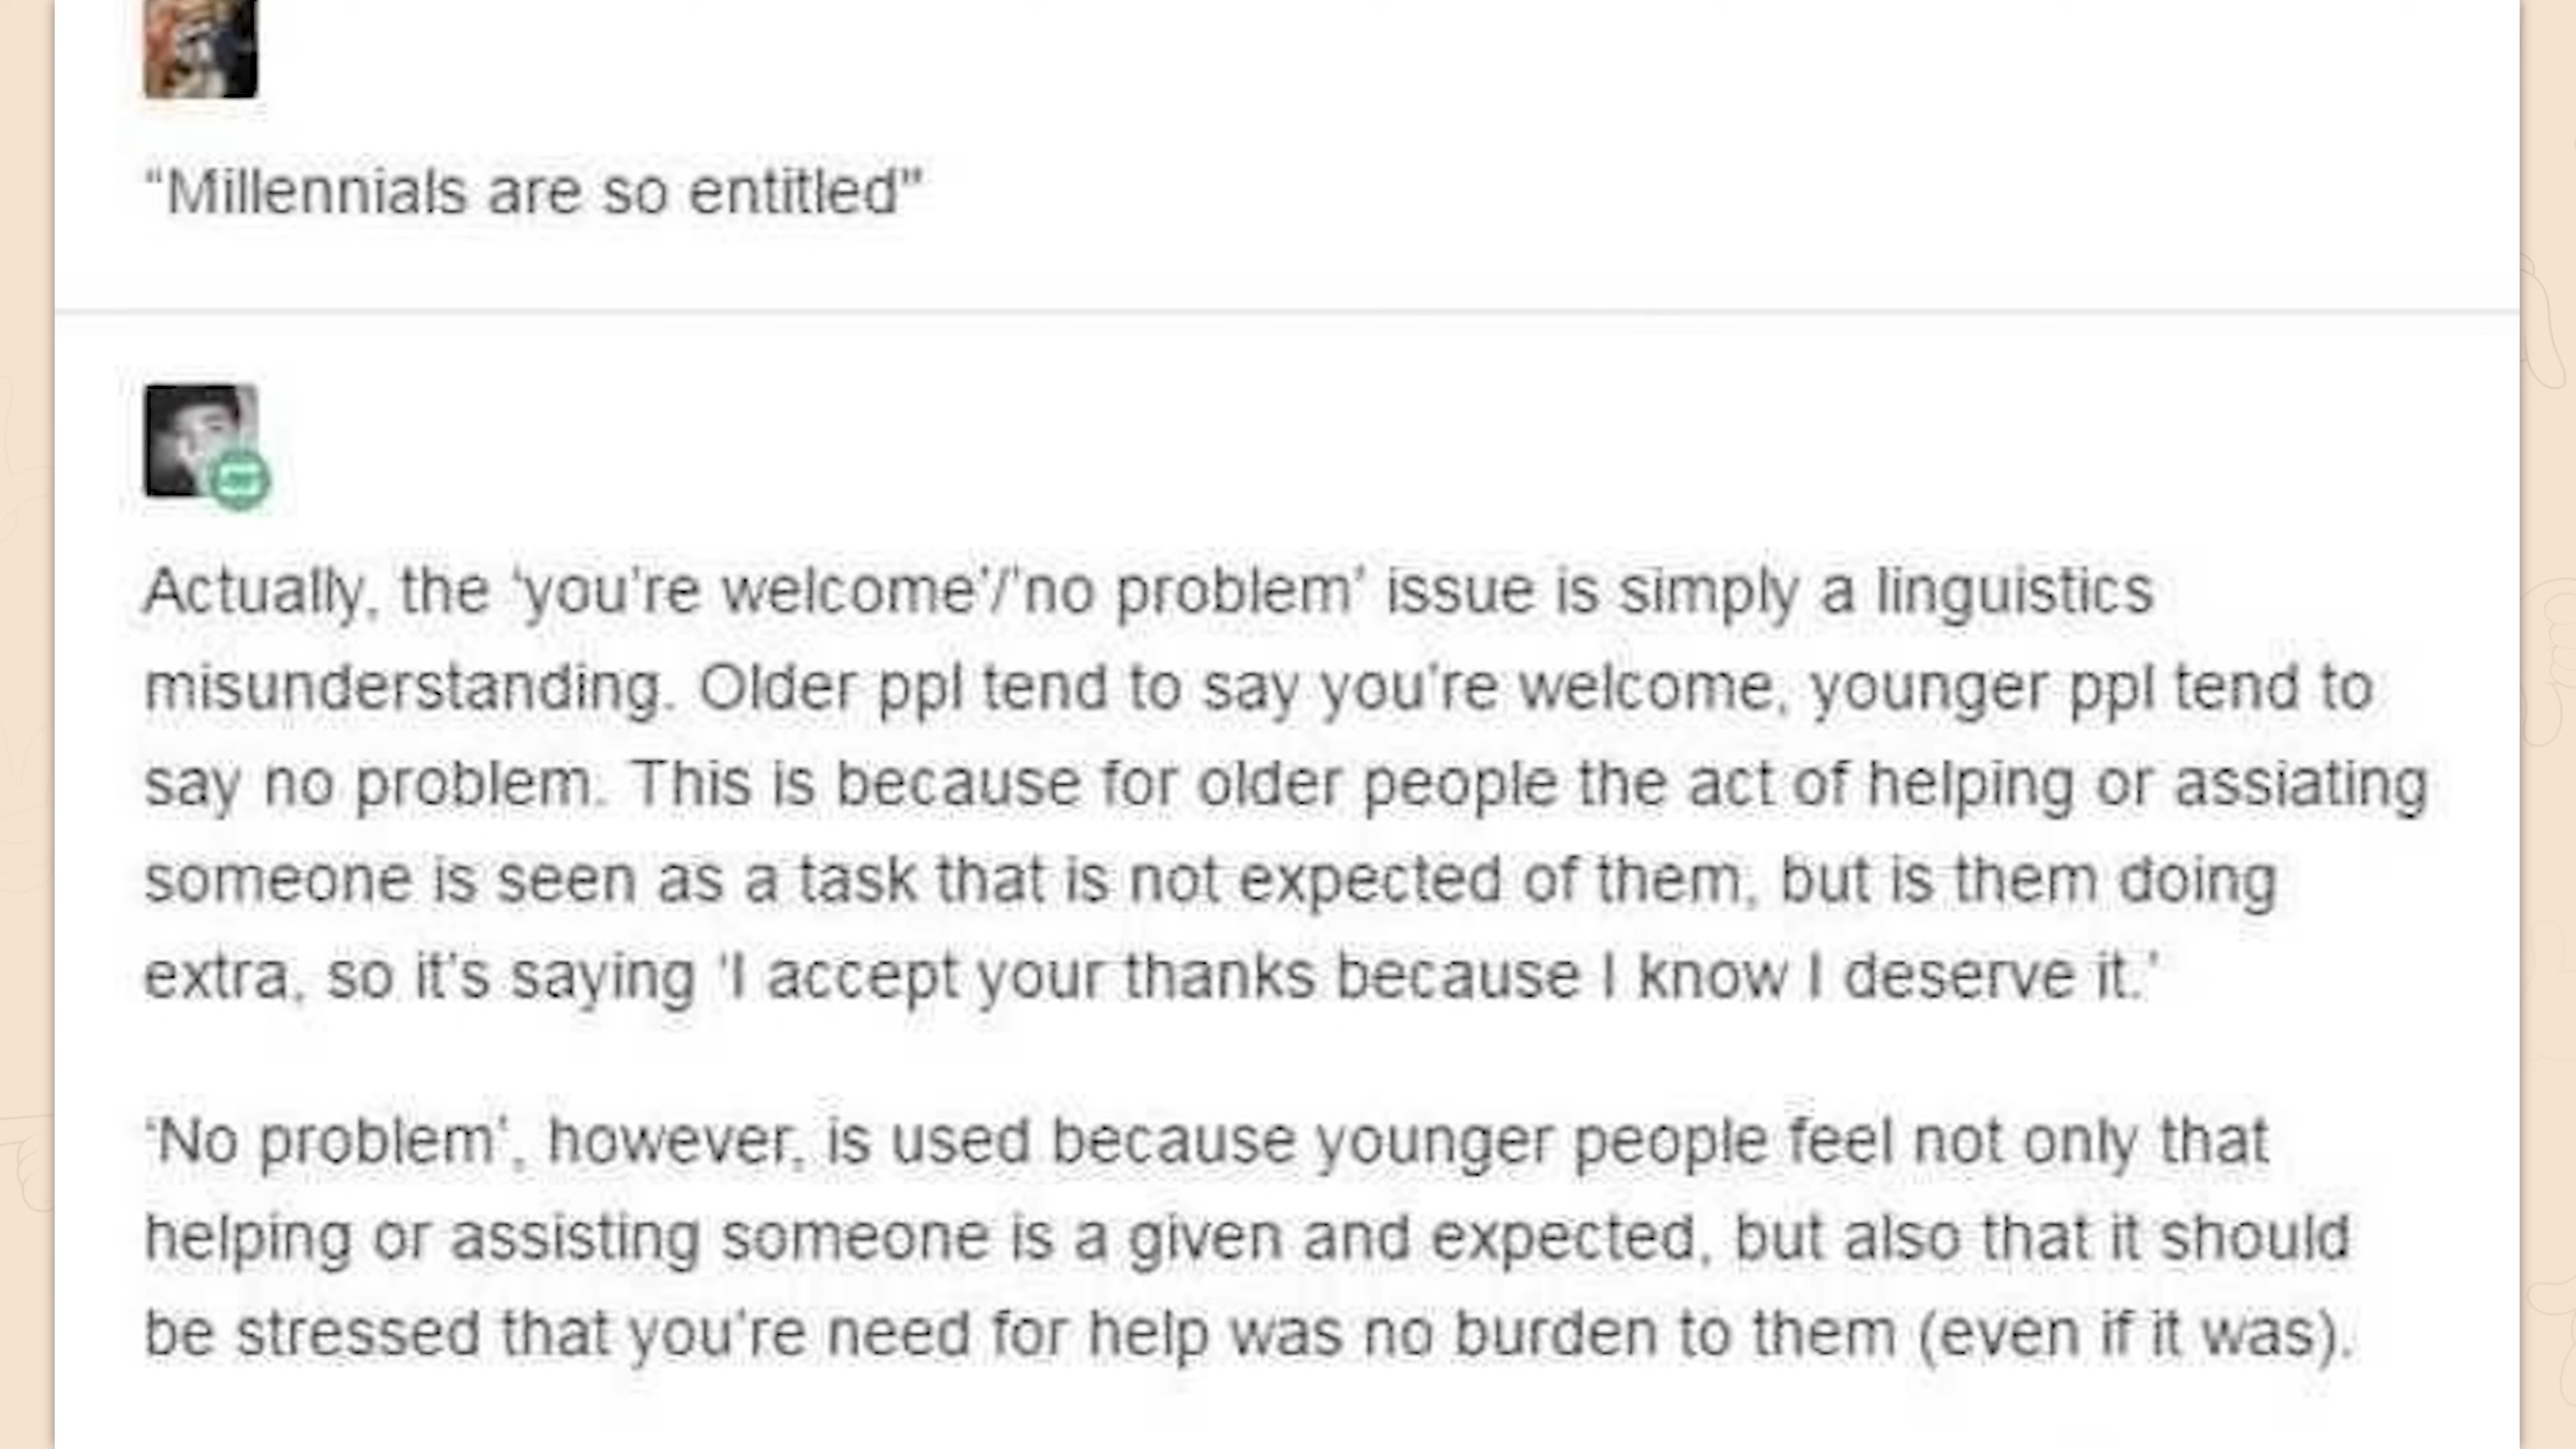 “Millennials are so entitled”
Actually, the ‘you’re welcome’/’no problem’ issue is simply a linguistics
misunderstanding. Older ppl tend to say you’re welcome, younger ppl tend to
say no problem. This is because for older people the act of helping or assiating
someone is seen as a task that is not expected of them, but is them doing
extra, so it’s saying ‘I accept your thanks because I know I deserve it.’
‘No problem’, however, is used because younger people feel not only that
helping or assisting someone is a given and expected, but also that it should
be stressed that you’re need for help was no burden to them (even if it was).